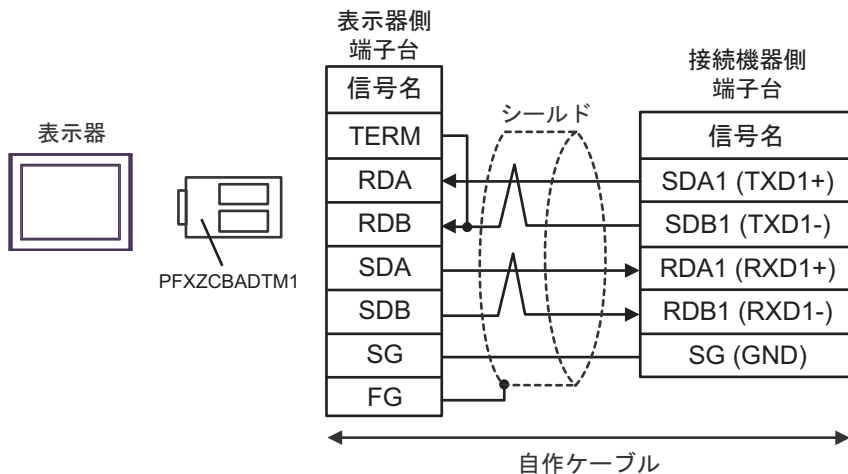 表示器
PFXZCBADTM1
表示器側
端子台
信号名
TERM
RDA
RDB
SDA
SDB
SG
FG
シールド
接続機器側
端子台
信号名
SDA1 (TXD1+)
SDB1 (TXD1-)
RDA1 (RXD1+)
RDB1 (RXD1-)
SG (GND)
自作ケーブル